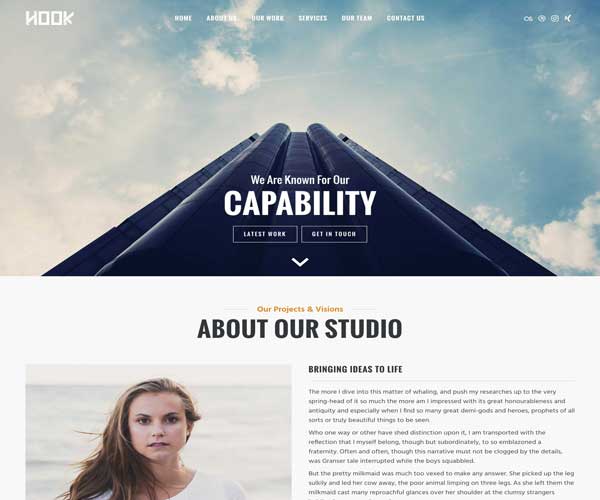 HOOK
HOME ABOUT US OUR WORK SERVICES OUR TEAM CONTACT US
We Are Known For Our
CAPABILITY
LATEST WORK GET IN TOUCH
Our Projects & Visions
ABOUT OUR STUDIO
BRINGING IDEAS TO LIFE
The more I dive into this matter of whaling, and push my researches up to the very
spring-head of it so much the more am I impressed with its great honourableness and
antiquity and especially when I find so many great demi-gods and heroes, prophets of all
sorts or truly beautiful things to be seen.
Who one way or other have shed distinction upon it, I am transported with the
reflection that I myself belong, though but subordinately, to so emblazoned a
fraternity. Often and often, though this narrative must not be clogged by the details,
was Granser tale interrupted while the boys squabbled.
But the pretty milkmaid was much too vexed to make any answer. She picked up the leg
sulkily and led her cow away, the poor animal limping on three legs. As she left them the
milkmaid cast many reproachful glances over her shoulder at the clumsy strangers